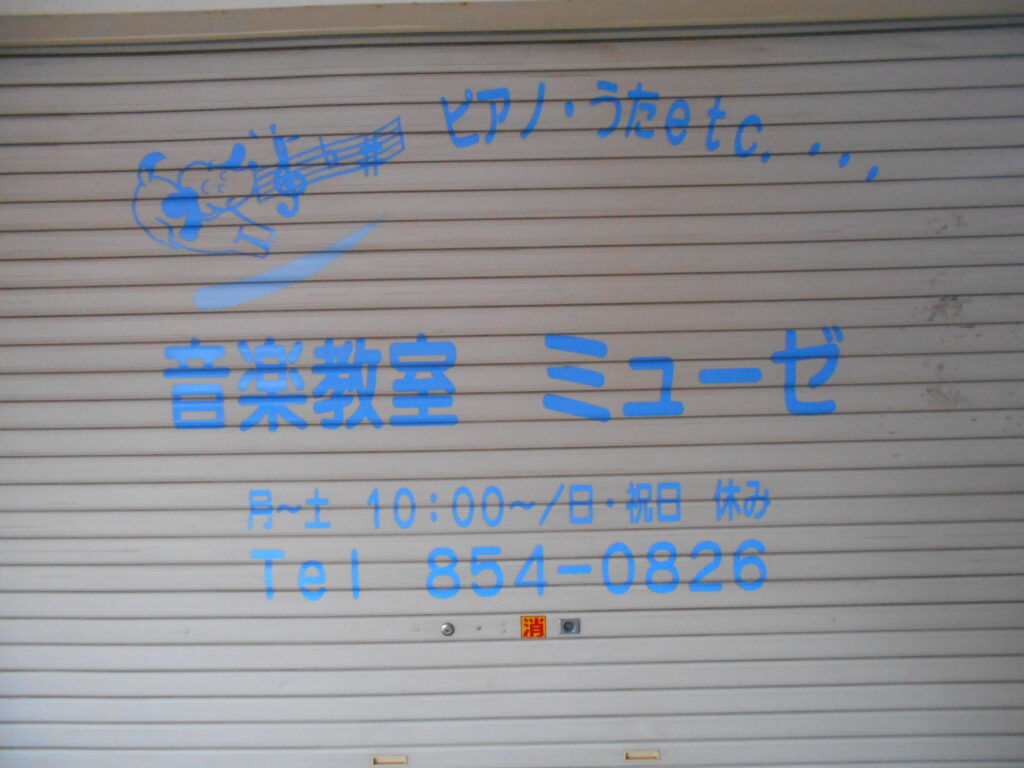 ピアノ・うたetc....
音楽教室 ミューゼ
月～土 10:00～/日・祝日 休み
Tel 854-0826
消